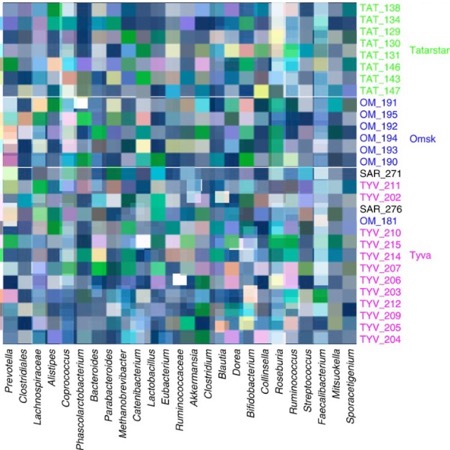 TAT_138
TAT_134
TAT_129
TAT_130
TAT_131
TAT_146
TAT_143
TAT_147
Tatarstar
OM_191
OM_195
OM_192
OM_194
OM_193
OM_190
Omsk
SAR_271
TYV_211
TYV_202
SAR_276
OM_181
TYV_210
TYV_215
TYV_214
TYV_207
TYV_206
TYV_203
TYV_212
TYV_209
TYV_205
TYV_204
Tyva
Prevotella
Clostridiales
Lachnospiraceae
Alistipes
Coprococcus
Phascolarctobacterium
Bacteroides
Parabacteroides
Methanobrevibacter
Catenibacterium
Lactobacillus
Eubacterium
Ruminococcaceae
Akkermansia
Clostridium
Blautia
Dorea
Bifidobacterium
Collinsella
Roseburia
Ruminococcus
Streptococcus
Faecalibacterium
Mitsuokella
Sporacetigenium